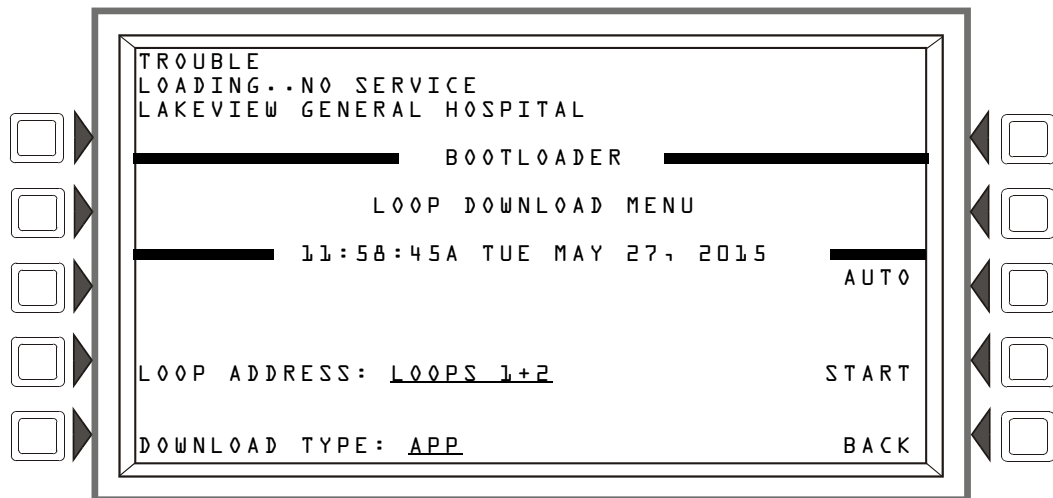 TROUBLE
LOADING..NO SERVICE
LAKEVIEW GENERAL HOSPITAL
BOOTLOADER
LOOP DOWNLOAD MENU
11:58:45A TUE MAY 27, 2015
AUTO
LOOP ADDRESS: LOOPS 1+2 START
DOWNLOAD TYPE: APP BACK